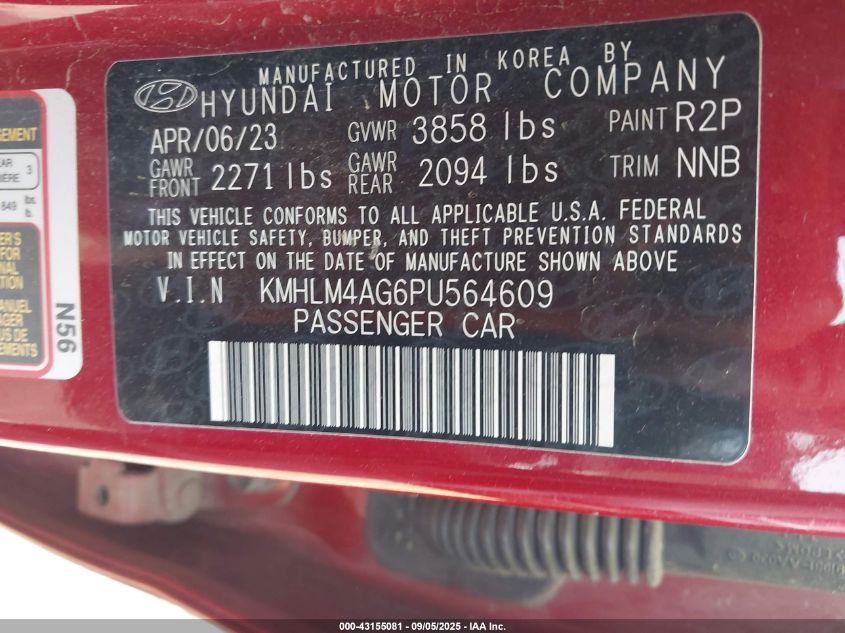 MANUFACTURED IN KOREA BY
HYUNDAI MOTOR COMPANY
APR/06/23 GVWR 3858 lbs PAINT R2P
GAWR FRONT 2271 lbs GAWR REAR 2094 lbs TRIM NNB
THIS VEHICLE CONFORMS TO ALL APPLICABLE U.S.A. FEDERAL
MOTOR VEHICLE SAFETY, BUMPER, AND THEFT PREVENTION STANDARDS
IN EFFECT ON THE DATE OF MANUFACTURE SHOWN ABOVE
V.I.N KMHLM4AG6PU564609
PASSENGER CAR
3
849 lbs
N56
000-43155081 - 09/05/2025 - IAA Inc.